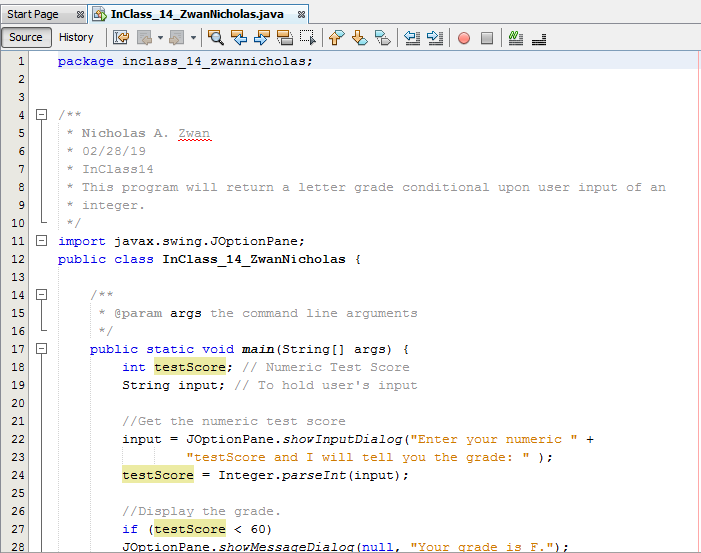 Start Page InClass_14_ZwanNicholas.java
Source History
1 package inclass_14_zwannicholas;
2
3
4 /**
5 * Nicholas A. Zwan
6 * 02/28/19
7 * InClass14
8 * This program will return a letter grade conditional upon user input of an
9 * integer.
10 */
11 import javax.swing.JOptionPane;
12 public class InClass_14_ZwanNicholas {
13
14 /**
15 * @param args the command line arguments
16 */
17 public static void main(String[] args) {
18 int testScore; // Numeric Test Score
19 String input; // To hold user's input
20
21 //Get the numeric test score
22 input = JOptionPane.showInputDialog("Enter your numeric " +
23 "testScore and I will tell you the grade: " );
24 testScore = Integer.parseInt(input);
25
26 //Display the grade.
27 if (testScore < 60)
28 JOptionPane.showMessageDialog(null, "Your grade is F.");